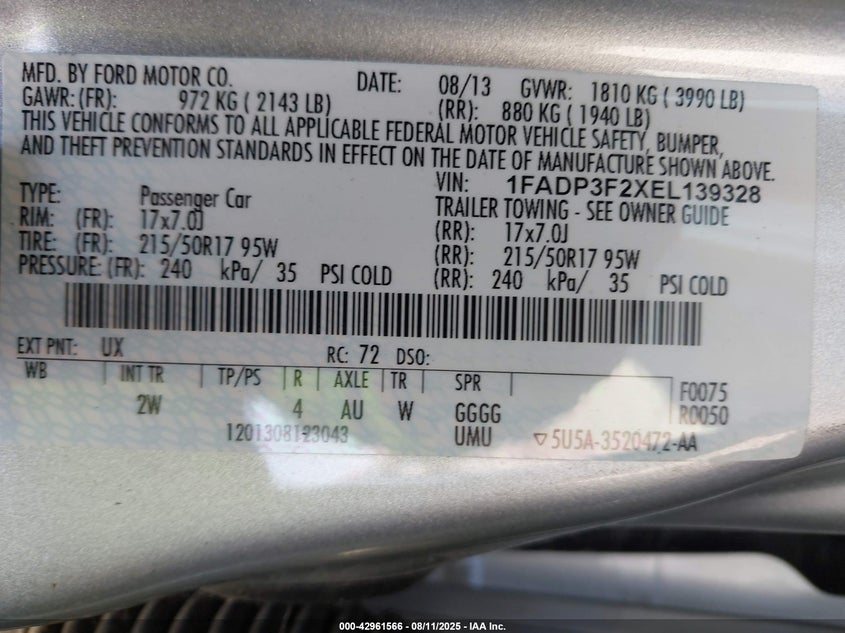 MFD. BY FORD MOTOR CO. DATE: 08/13 GVWR: 1810 KG ( 3990 LB)
GAWR: (FR): 972 KG ( 2143 LB) (RR): 880 KG ( 1940 LB)
THIS VEHICLE CONFORMS TO ALL APPLICABLE FEDERAL MOTOR VEHICLE SAFETY, BUMPER,
AND THEFT PREVENTION STANDARDS IN EFFECT ON THE DATE OF MANUFACTURE SHOWN ABOVE.
VIN: 1FADP3F2XEL139328
TYPE: Passenger Car TRAILER TOWING - SEE OWNER GUIDE
RIM: (FR): 17x7.0J (RR): 17x7.0J
TIRE: (FR): 215/50R17 95W (RR): 215/50R17 95W
PRESSURE: (FR): 240 kPa/ 35 PSI COLD (RR): 240 kPa/ 35 PSI COLD
EXT PNT: UX RC: 72 DSO:
WB INT TR TP/PS R AXLE TR SPR F0075
2W 4 AU W GGGG R0050
1201308123043 UMU ▽5U5A-3520472-AA
000-42961566 - 08/11/2025 - IAA Inc.